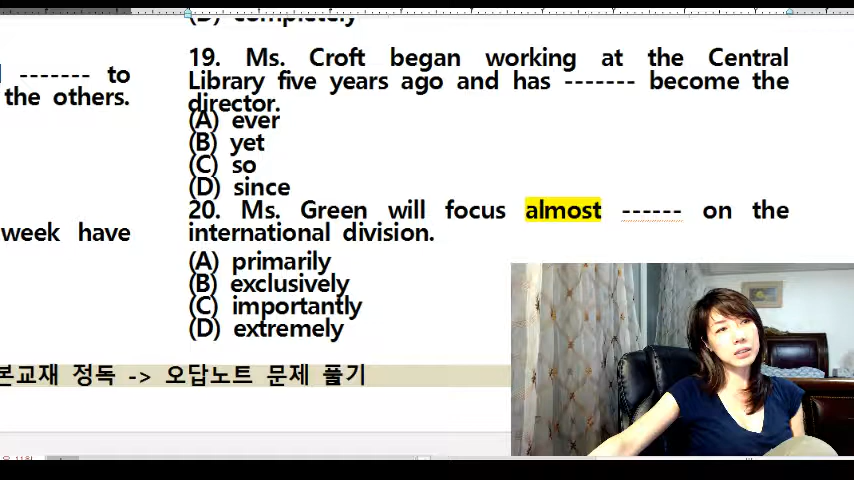 (D) completely
------- to
the others.
week have
19. Ms. Croft began working at the Central
Library five years ago and has ------- become the
director.
(A) ever
(B) yet
(C) so
(D) since
20. Ms. Green will focus almost ------ on the
international division.
(A) primarily
(B) exclusively
(C) importantly
(D) extremely
본교재 정독 -> 오답노트 문제 풀기